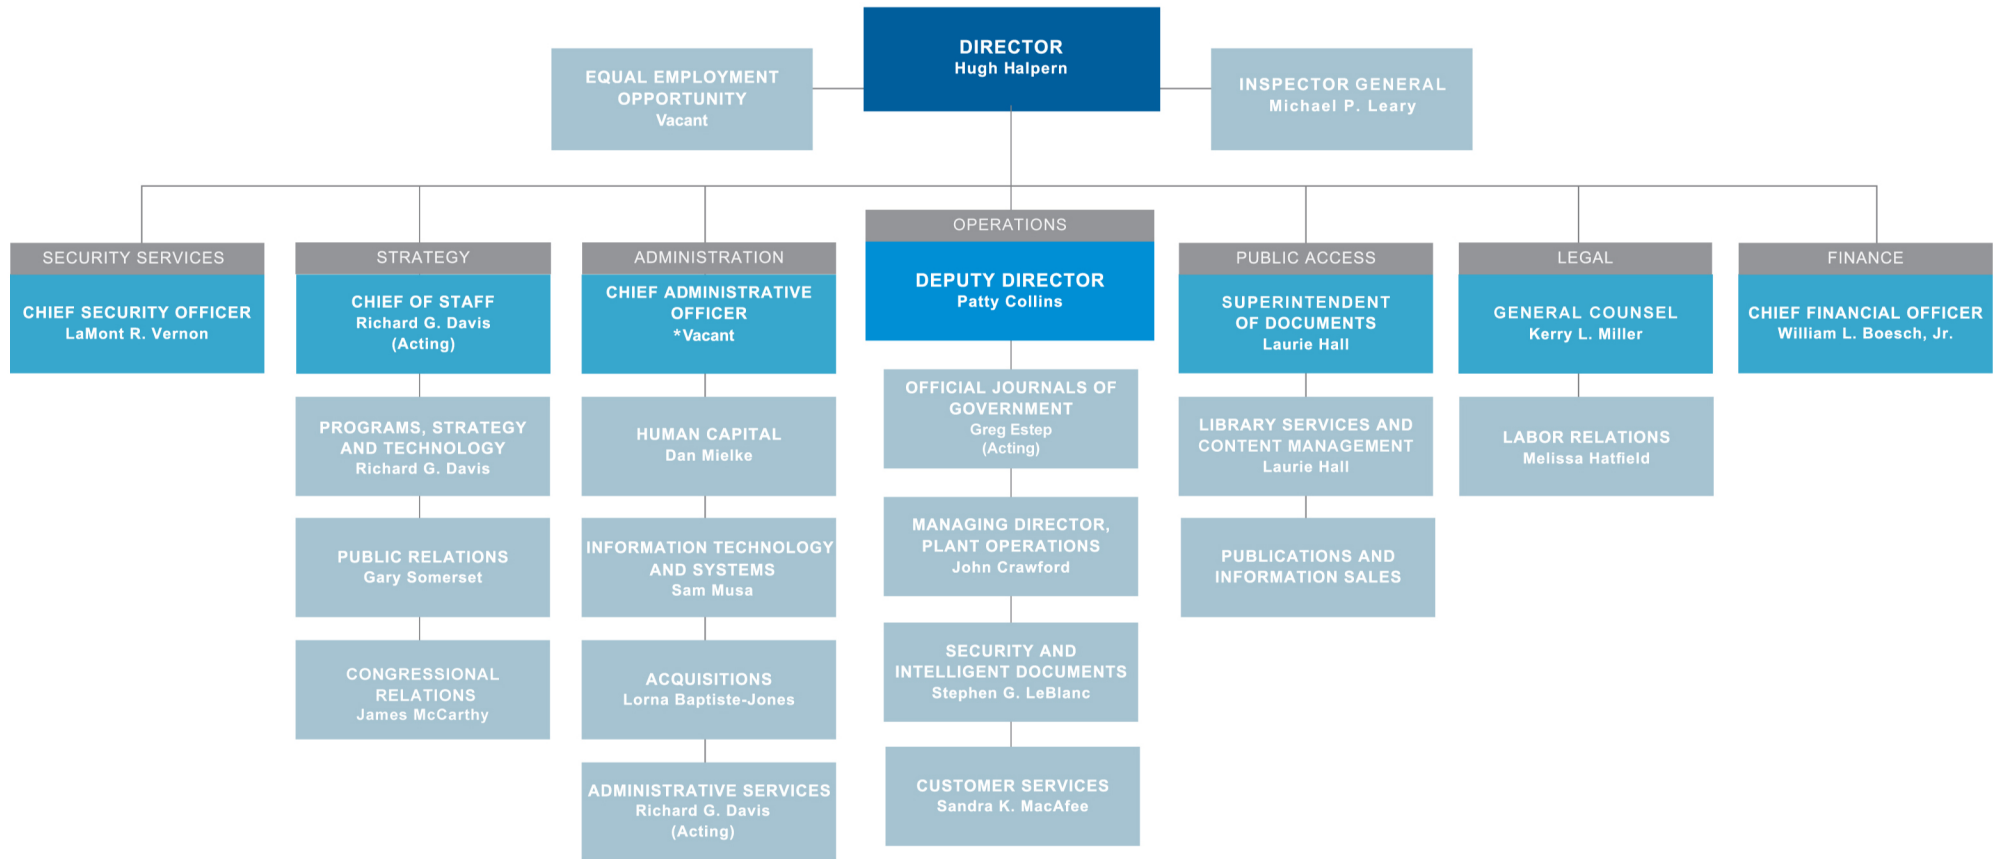 DIRECTOR
Hugh Halpern
EQUAL EMPLOYMENT
OPPORTUNITY
Vacant
INSPECTOR GENERAL
Michael P. Leary
SECURITY SERVICES
CHIEF SECURITY OFFICER
LaMont R. Vernon
STRATEGY
CHIEF OF STAFF
Richard G. Davis
(Acting)
PROGRAMS, STRATEGY
AND TECHNOLOGY
Richard G. Davis
PUBLIC RELATIONS
Gary Somerset
CONGRESSIONAL
RELATIONS
James McCarthy
ADMINISTRATION
CHIEF ADMINISTRATIVE
OFFICER
*Vacant
HUMAN CAPITAL
Dan Mielke
INFORMATION TECHNOLOGY
AND SYSTEMS
Sam Musa
ACQUISITIONS
Lorna Baptiste-Jones
ADMINISTRATIVE SERVICES
Richard G. Davis
(Acting)
OPERATIONS
DEPUTY DIRECTOR
Patty Collins
OFFICIAL JOURNALS OF
GOVERNMENT
Greg Estep
(Acting)
MANAGING DIRECTOR,
PLANT OPERATIONS
John Crawford
SECURITY AND
INTELLIGENT DOCUMENTS
Stephen G. LeBlanc
CUSTOMER SERVICES
Sandra K. MacAfee
PUBLIC ACCESS
SUPERINTENDENT
OF DOCUMENTS
Laurie Hall
LIBRARY SERVICES AND
CONTENT MANAGEMENT
Laurie Hall
PUBLICATIONS AND
INFORMATION SALES
LEGAL
GENERAL COUNSEL
Kerry L. Miller
LABOR RELATIONS
Melissa Hatfield
FINANCE
CHIEF FINANCIAL OFFICER
William L. Boesch, Jr.